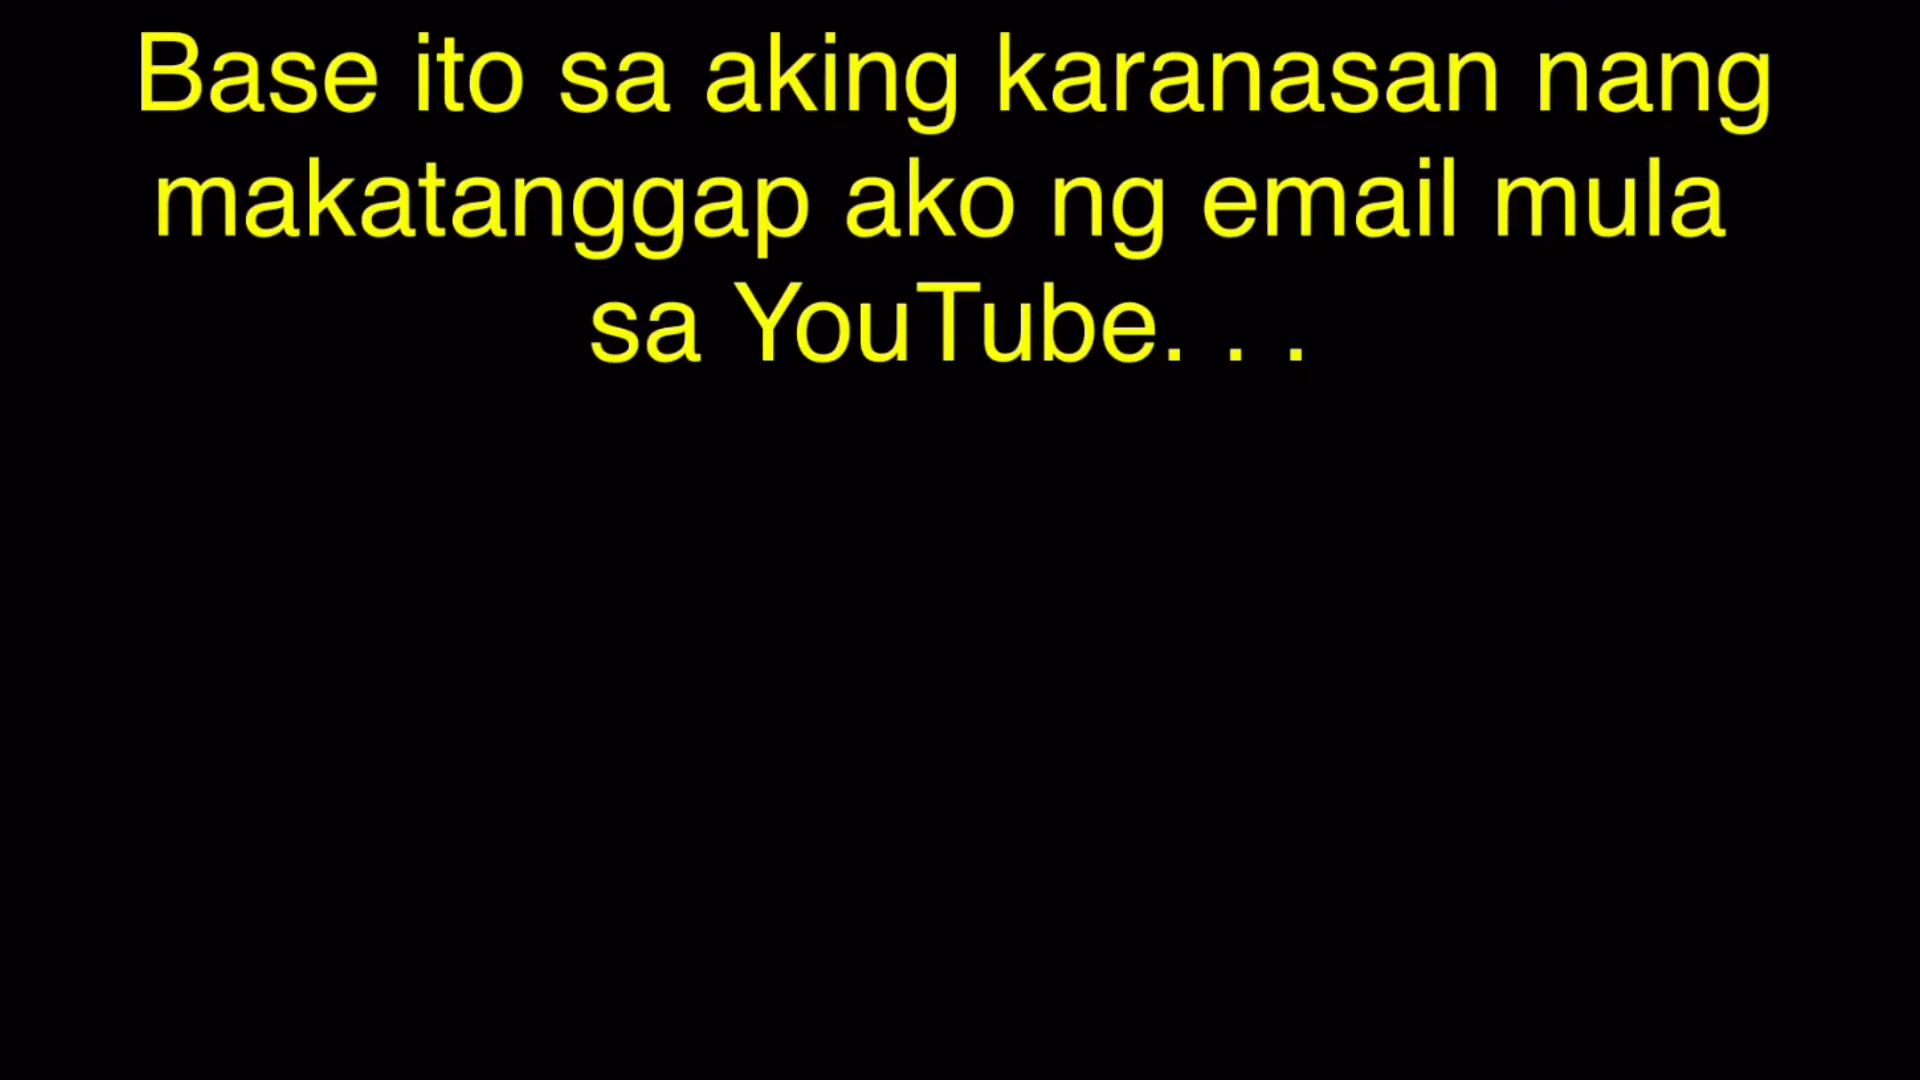 Base ito sa aking karanasan nang
makatanggap ako ng email mula
sa YouTube. . .